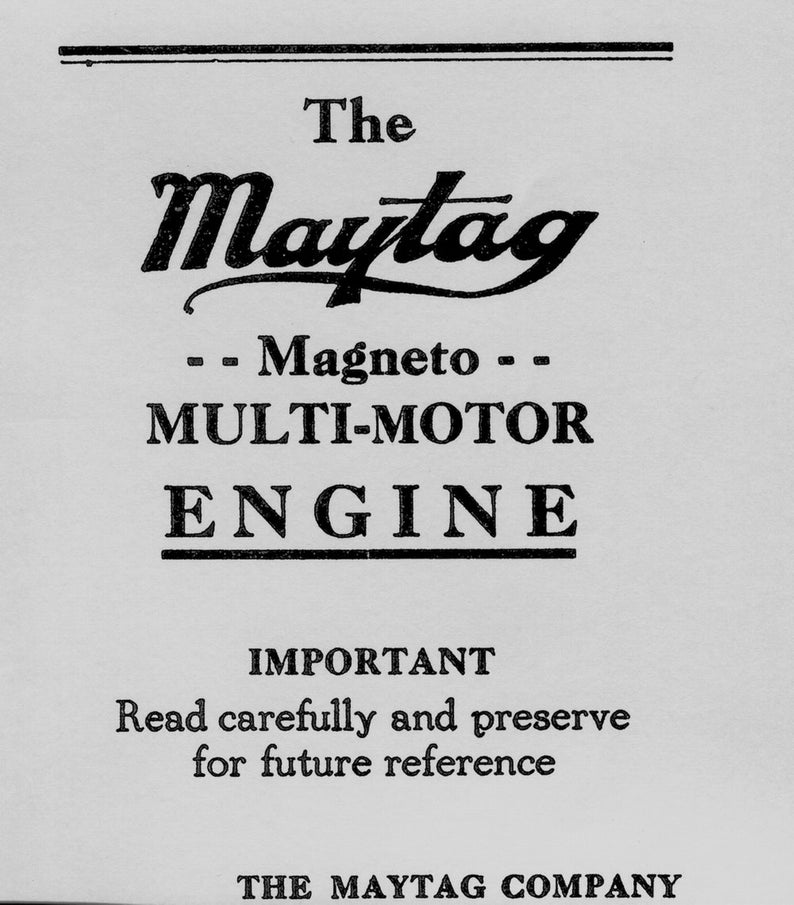 The
Maytag
- - Magneto - -
MULTI-MOTOR
ENGINE
IMPORTANT
Read carefully and preserve
for future reference
THE MAYTAG COMPANY